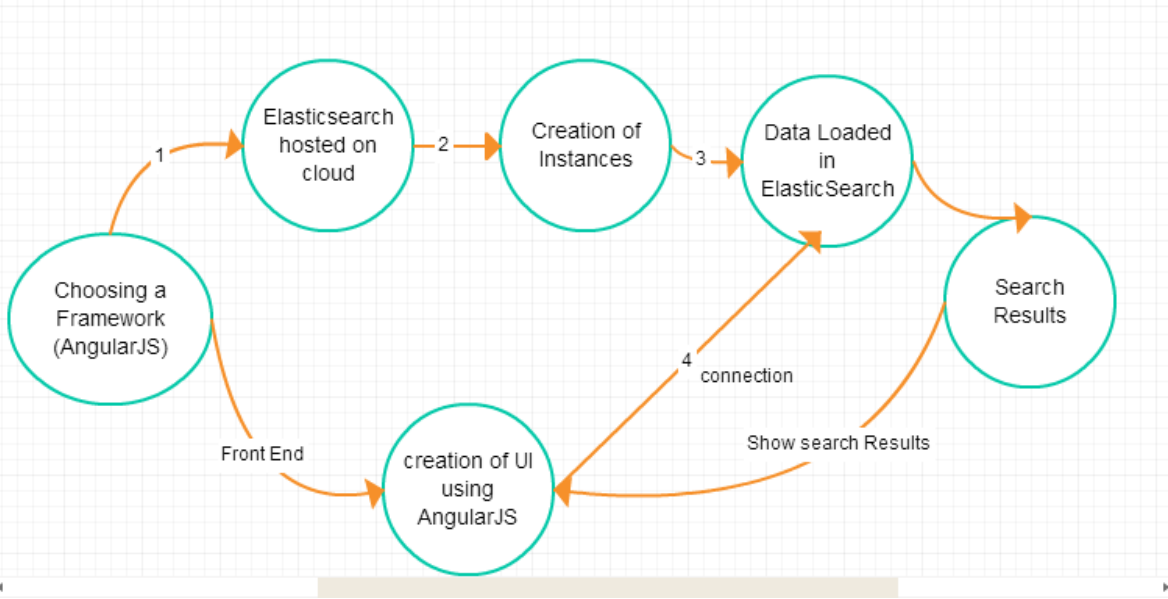 Elasticsearch
hosted on
cloud
Creation of
Instances
Data Loaded
in
ElasticSearch
1
2
3
Choosing a
Framework
(AngularJS)
Search
Results
4
connection
Front End
Show search Results
creation of UI
using
AngularJS